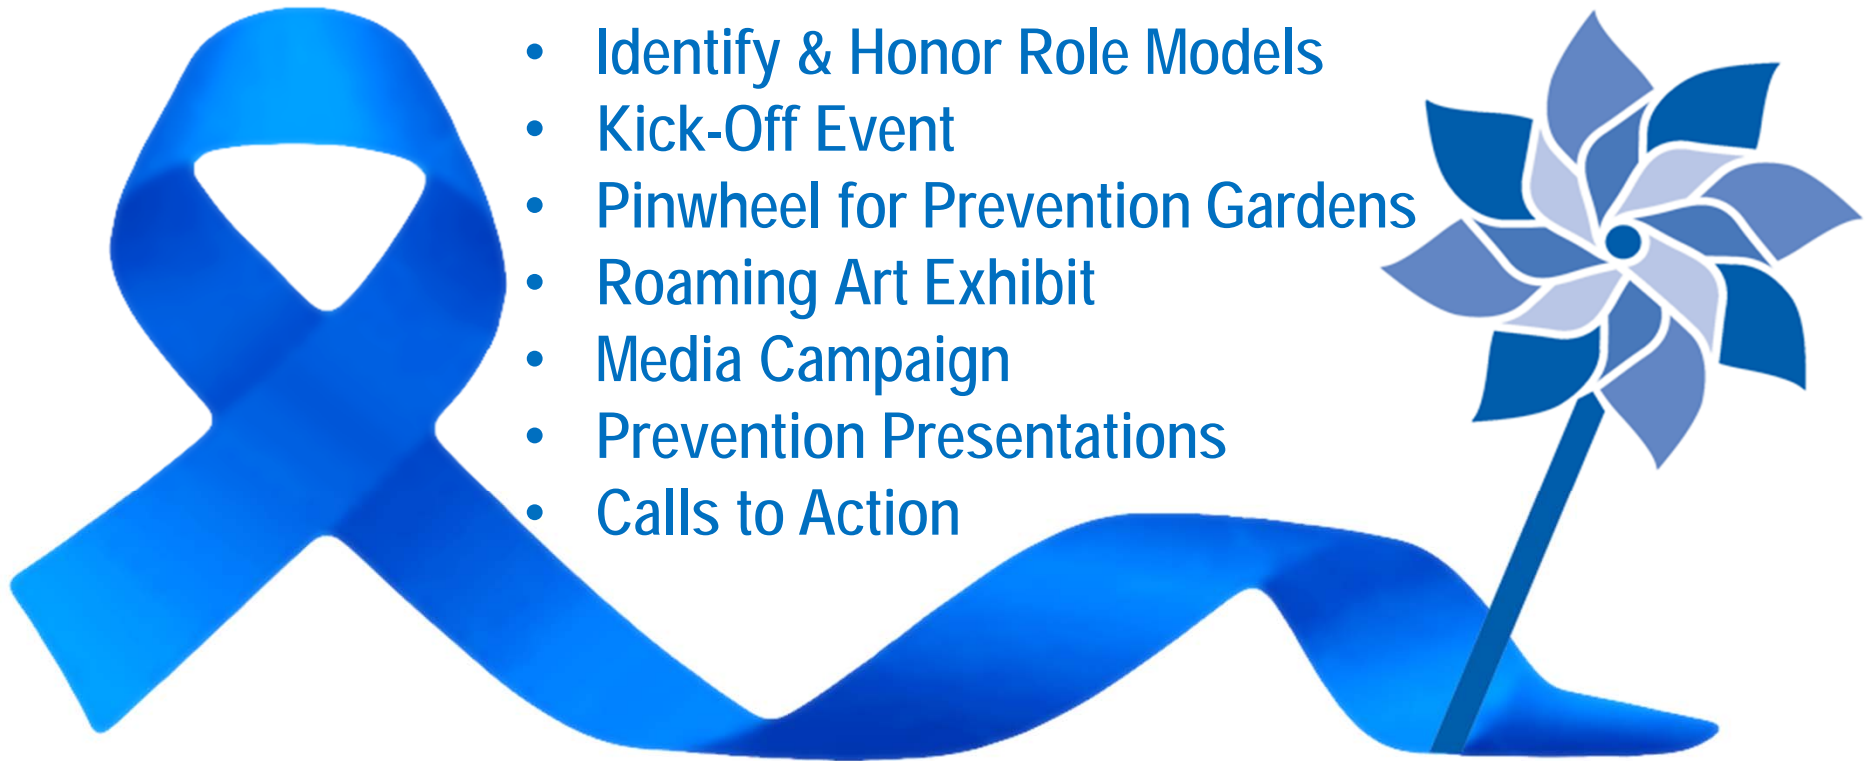 • Identify & Honor Role Models
• Kick-Off Event
• Pinwheel for Prevention Gardens
• Roaming Art Exhibit
• Media Campaign
• Prevention Presentations
• Calls to Action